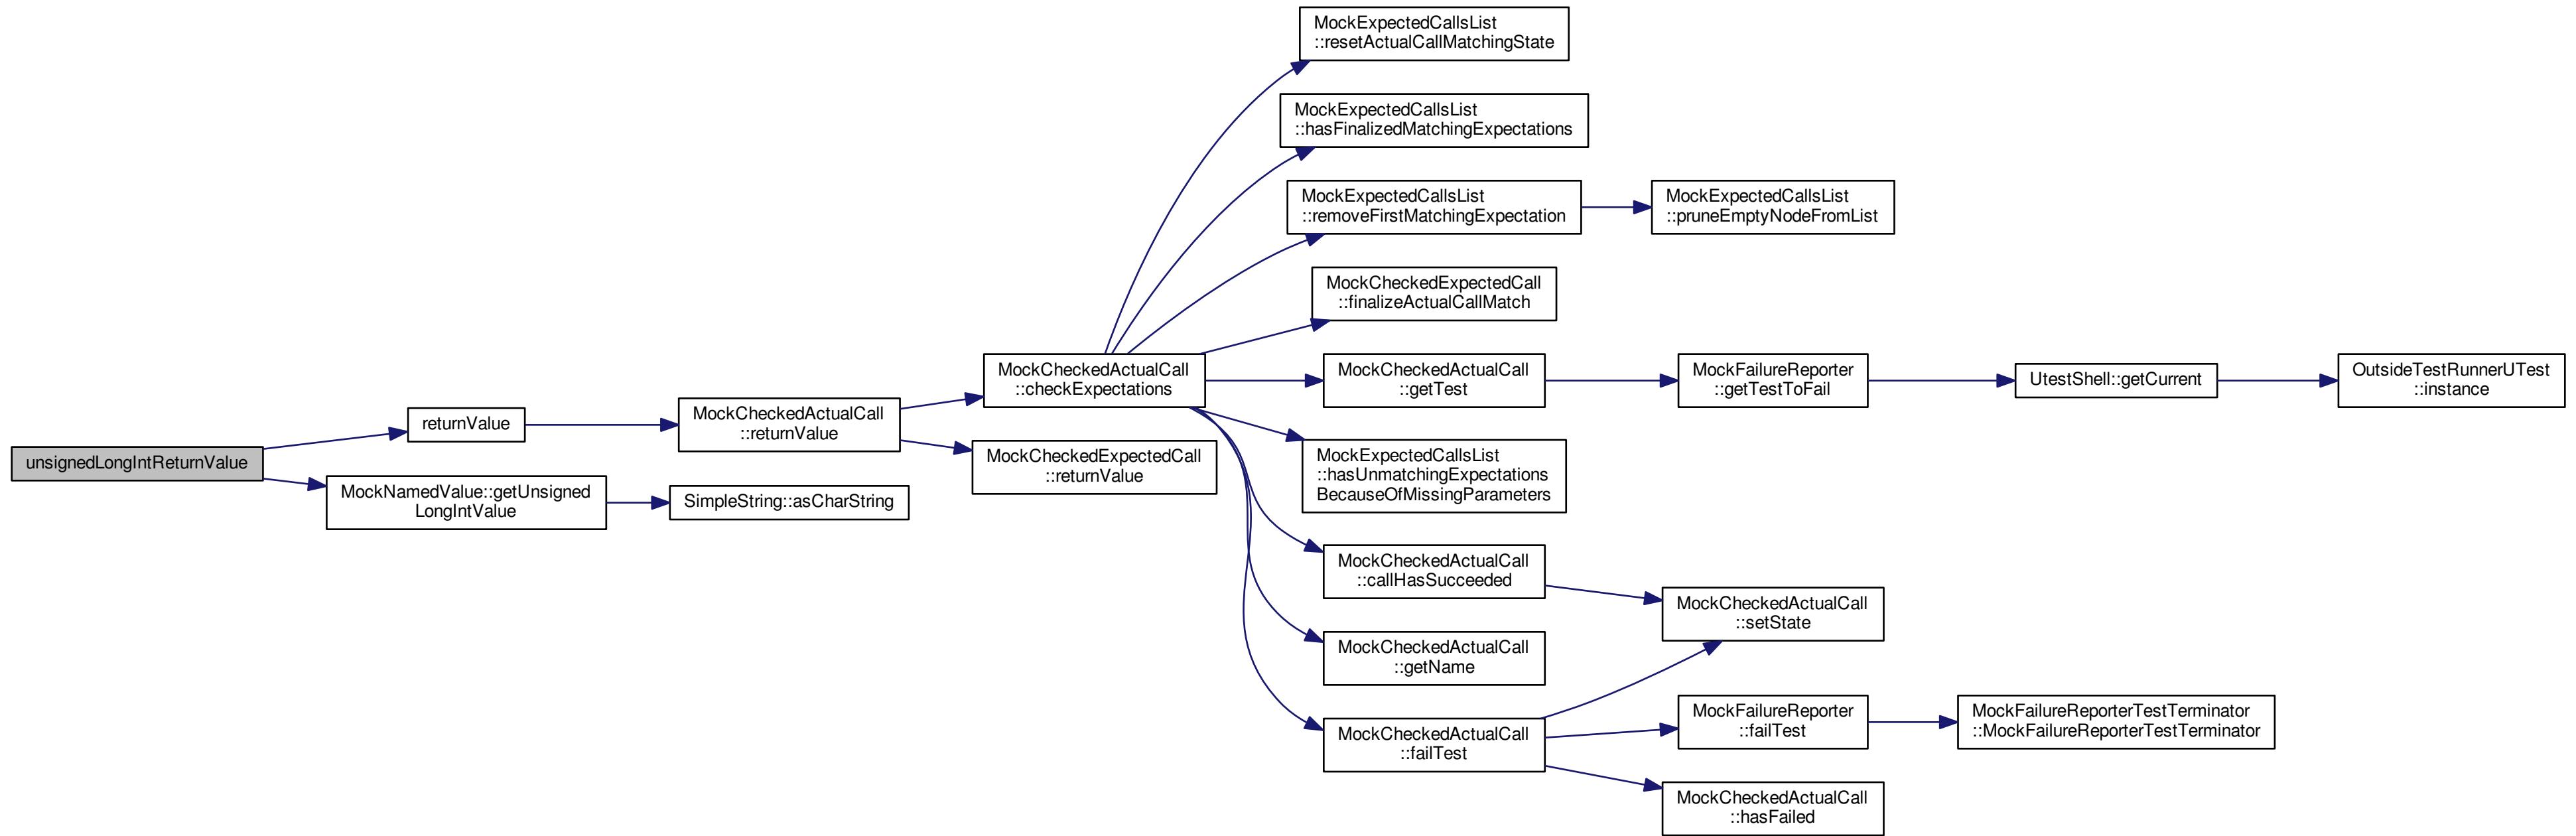 MockExpectedCallsList
::resetActualCallMatchingState
MockExpectedCallsList
::hasFinalizedMatchingExpectations
MockExpectedCallsList
::removeFirstMatchingExpectation
MockExpectedCallsList
::pruneEmptyNodeFromList
MockCheckedExpectedCall
::finalizeActualCallMatch
MockCheckedActualCall
::checkExpectations
MockCheckedActualCall
::getTest
MockFailureReporter
::getTestToFail
UtestShell::getCurrent
OutsideTestRunnerUTest
::instance
returnValue
MockCheckedActualCall
::returnValue
unsignedLongIntReturnValue
MockCheckedExpectedCall
::returnValue
MockExpectedCallsList
::hasUnmatchingExpectations
BecauseOfMissingParameters
MockNamedValue::getUnsigned
LongIntValue
SimpleString::asCharString
MockCheckedActualCall
::callHasSucceeded
MockCheckedActualCall
::setState
MockCheckedActualCall
::getName
MockCheckedActualCall
::failTest
MockFailureReporter
::failTest
MockFailureReporterTestTerminator
::MockFailureReporterTestTerminator
MockCheckedActualCall
::hasFailed